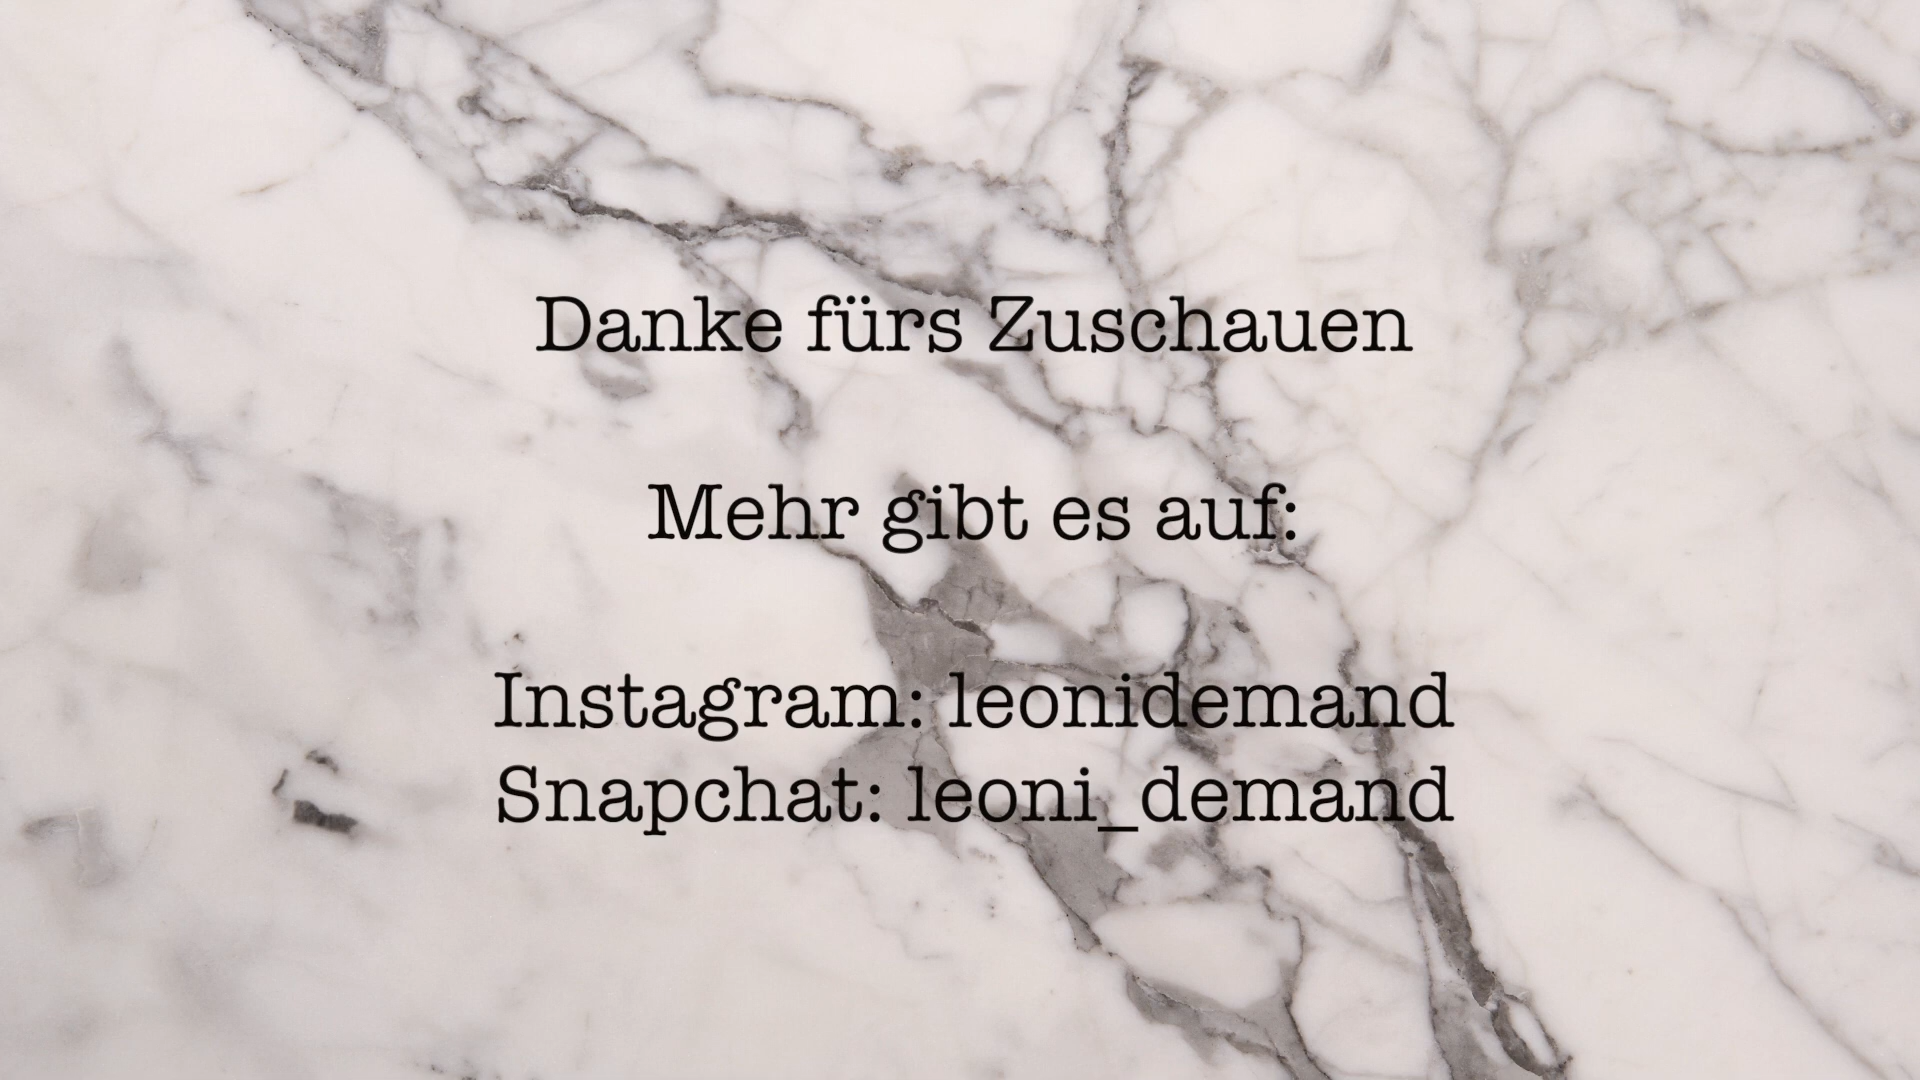 Danke fürs Zuschauen
Mehr gibt es auf:
Instagram: leonidemand
Snapchat: leoni_demand